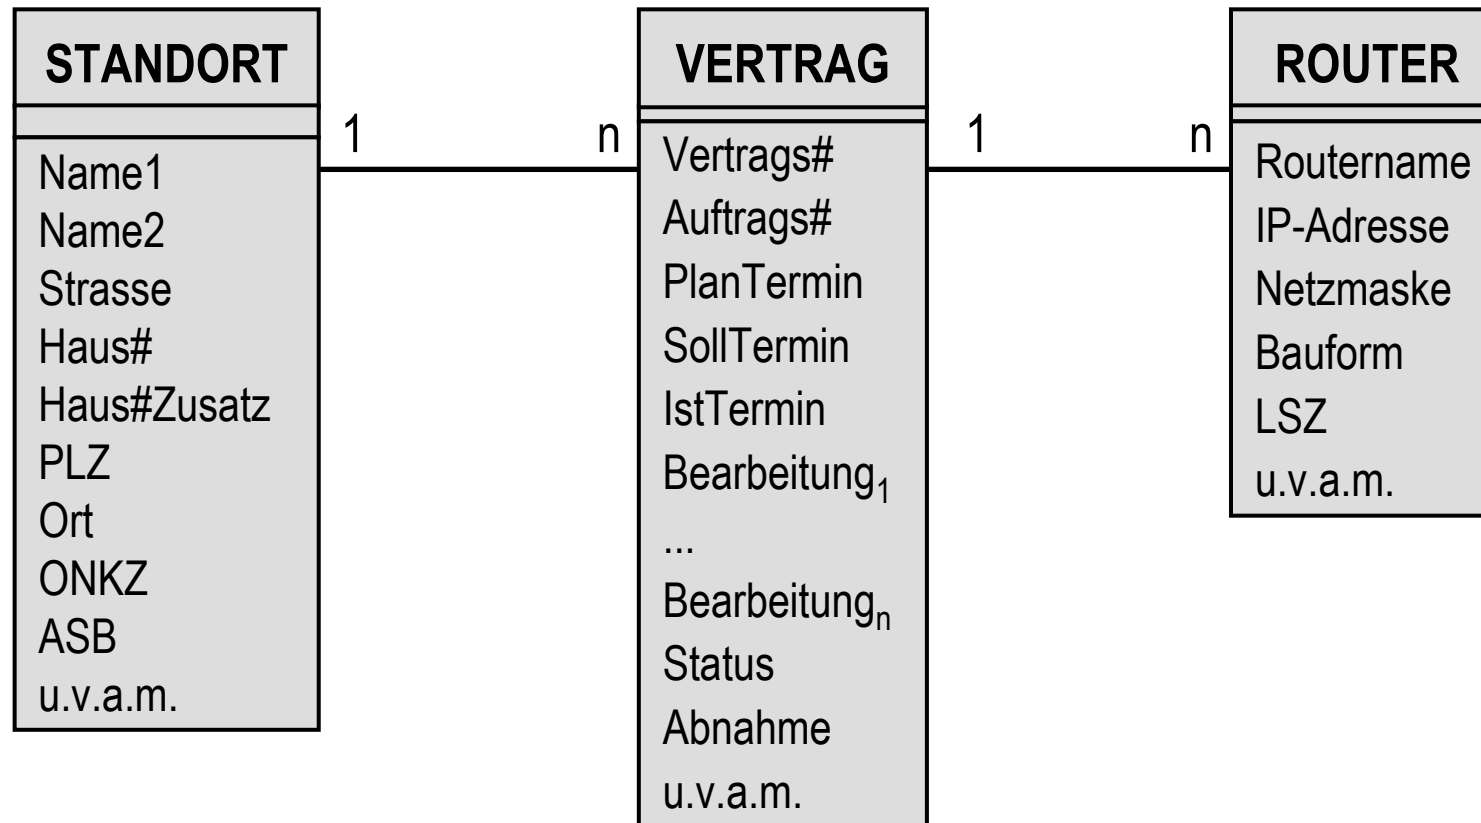 STANDORT
Name1
Name2
Strasse
Haus#
Haus#Zusatz
PLZ
Ort
ONKZ
ASB
u.v.a.m.
1
n
VERTRAG
Vertrags#
Auftrags#
PlanTermin
SollTermin
IstTermin
Bearbeitung₁
...
Bearbeitungₙ
Status
Abnahme
u.v.a.m.
1
n
ROUTER
Routername
IP-Adresse
Netzmaske
Bauform
LSZ
u.v.a.m.